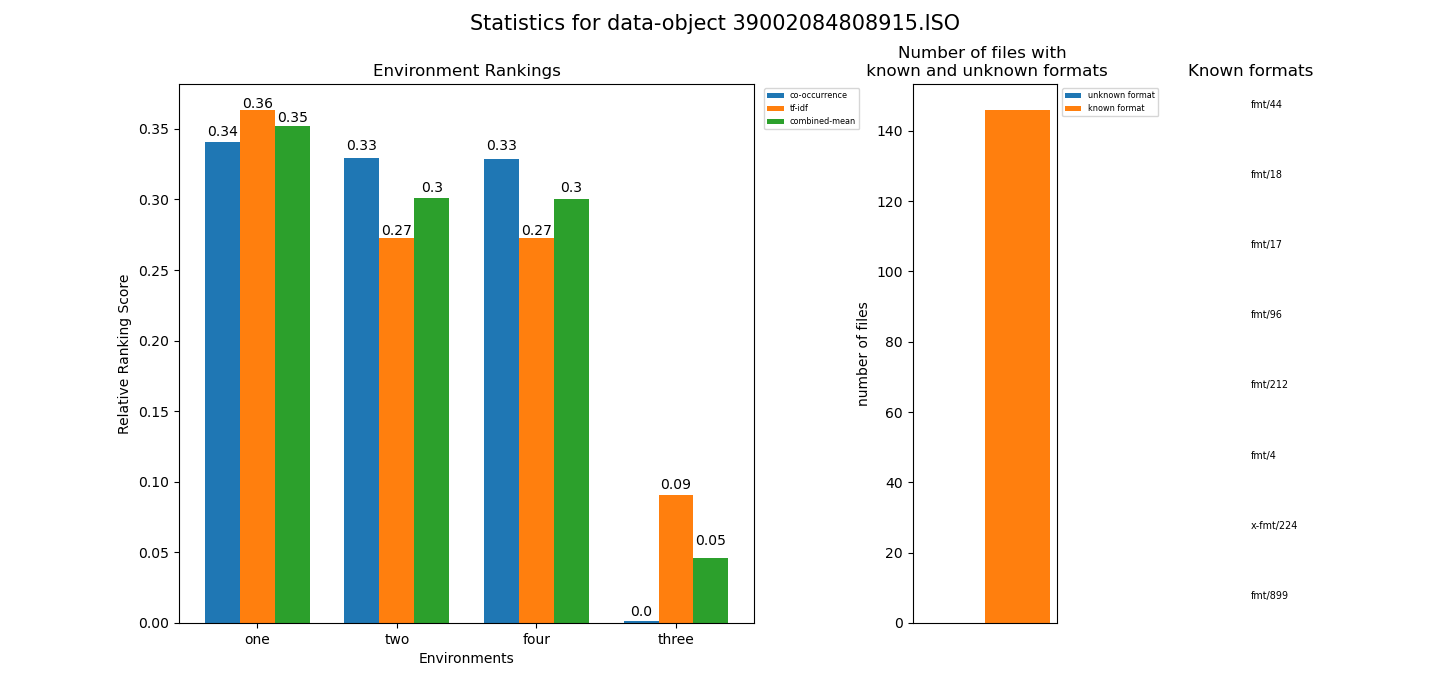 Statistics for data-object 39002084808915.ISO
Environment Rankings
Relative Ranking Score
0.35
0.30
0.25
0.20
0.15
0.10
0.05
0.00
0.34
0.36
0.35
0.33
0.27
0.3
0.33
0.27
0.3
0.0
0.09
0.05
one
two
four
three
Environments
co-occurrence
tf-idf
combined-mean
Number of files with
known and unknown formats
number of files
140
120
100
80
60
40
20
0
unknown format
known format
Known formats
fmt/44
fmt/18
fmt/17
fmt/96
fmt/212
fmt/4
x-fmt/224
fmt/899